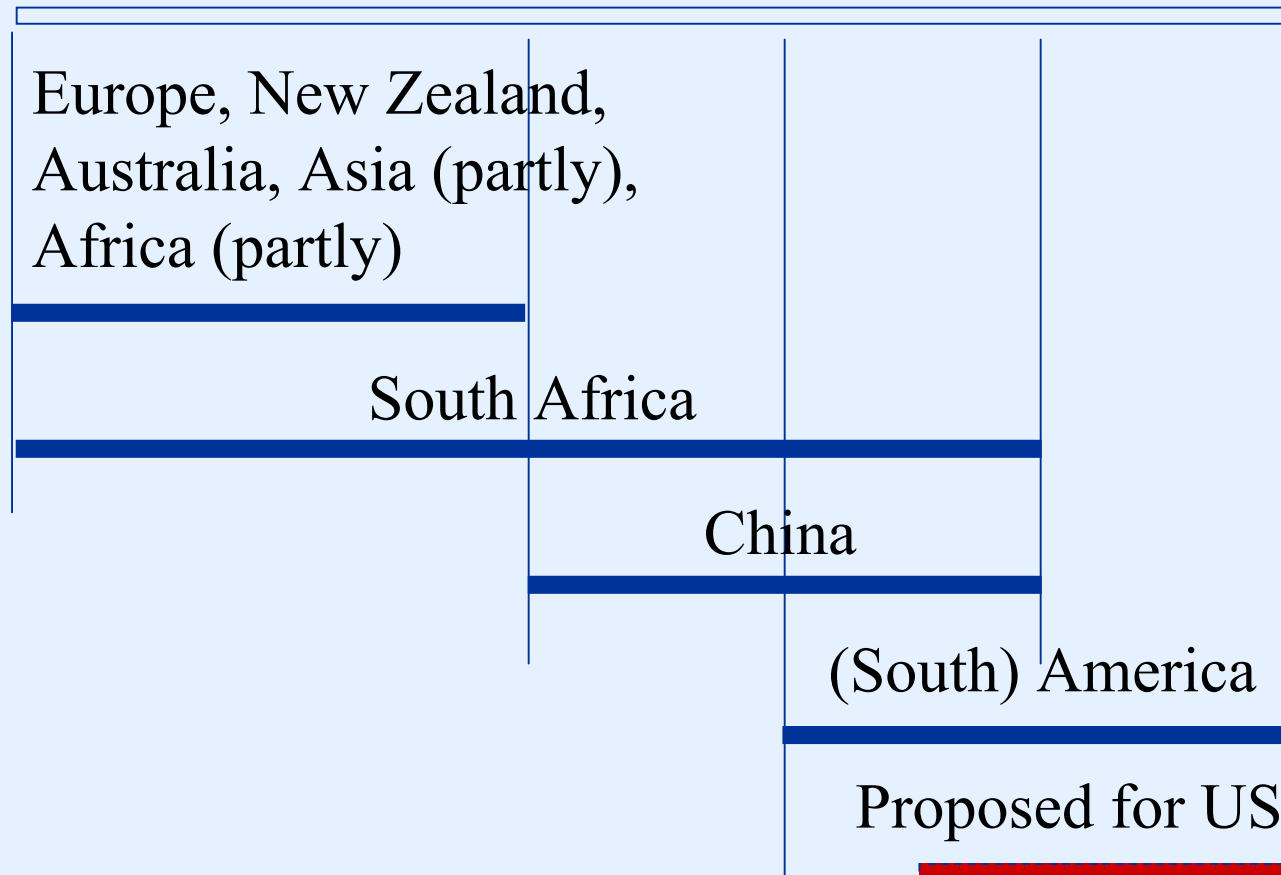 Europe, New Zealand,
Australia, Asia (partly),
Africa (partly)
South Africa
China
(South) America
Proposed for US